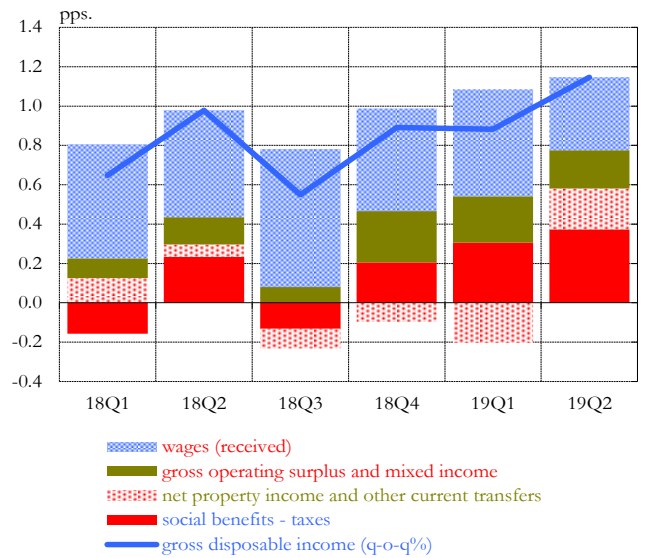 pps.
1.4
1.2
1.0
0.8
0.6
0.4
0.2
0.0
-0.2
-0.4
18Q1 18Q2 18Q3 18Q4 19Q1 19Q2
wages (received)
gross operating surplus and mixed income
net property income and other current transfers
social benefits - taxes
gross disposable income (q-o-q%)